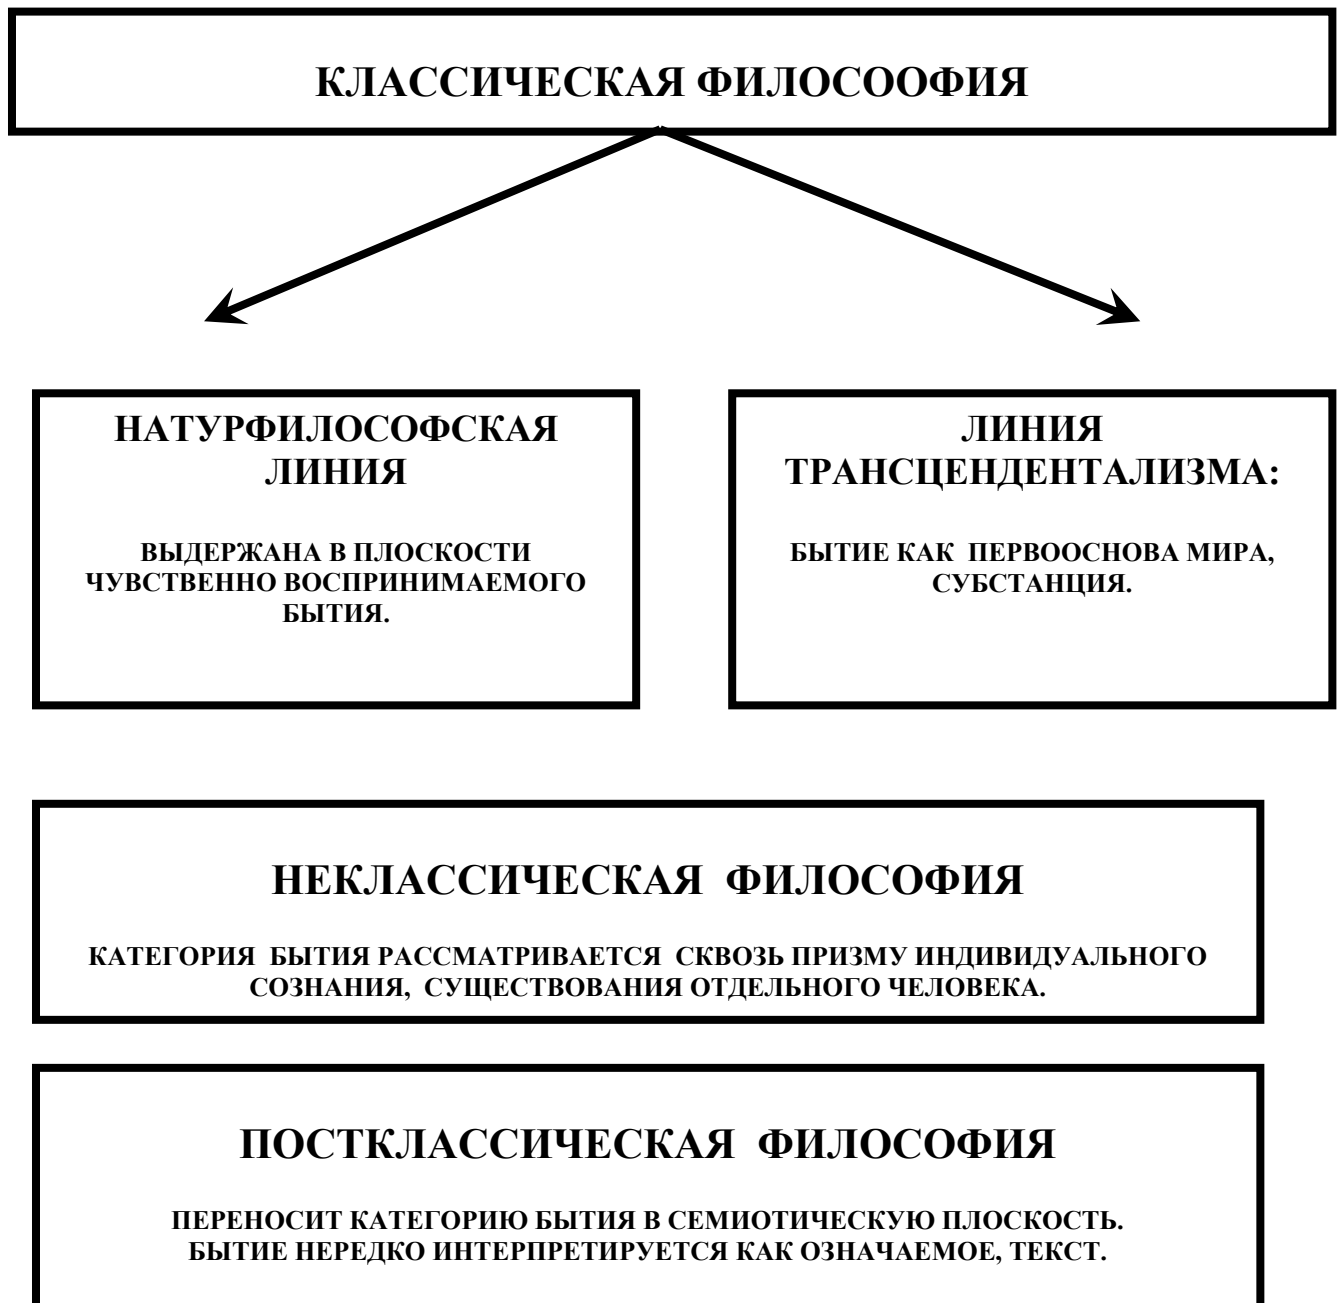 КЛАССИЧЕСКАЯ ФИЛОСООФИЯ
НАТУРФИЛОСОФСКАЯ
ЛИНИЯ
ВЫДЕРЖАНА В ПЛОСКОСТИ
ЧУВСТВЕННО ВОСПРИНИМАЕМОГО
БЫТИЯ.
ЛИНИЯ
ТРАНСЦЕНДЕНТАЛИЗМА:
БЫТИЕ КАК ПЕРВООСНОВА МИРА,
СУБСТАНЦИЯ.
НЕКЛАССИЧЕСКАЯ ФИЛОСОФИЯ
КАТЕГОРИЯ БЫТИЯ РАССМАТРИВАЕТСЯ СКВОЗЬ ПРИЗМУ ИНДИВИДУАЛЬНОГО
СОЗНАНИЯ, СУЩЕСТВОВАНИЯ ОТДЕЛЬНОГО ЧЕЛОВЕКА.
ПОСТКЛАССИЧЕСКАЯ ФИЛОСОФИЯ
ПЕРЕНОСИТ КАТЕГОРИЮ БЫТИЯ В СЕМИОТИЧЕСКУЮ ПЛОСКОСТЬ.
БЫТИЕ НЕРЕДКО ИНТЕРПРЕТИРУЕТСЯ КАК ОЗНАЧАЕМОЕ, ТЕКСТ.